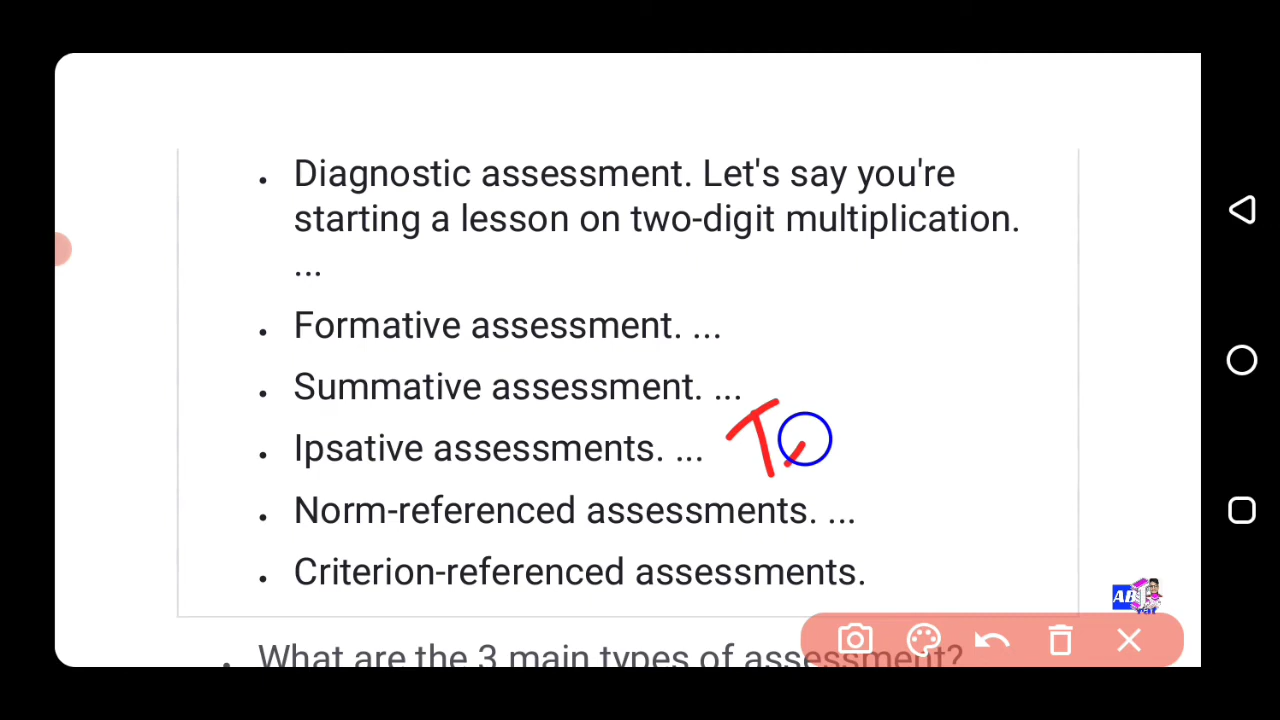 Diagnostic assessment. Let's say you're
starting a lesson on two-digit multiplication.
...
Formative assessment. ...
Summative assessment. ...
Ipsative assessments. ...
T
Norm-referenced assessments. ...
Criterion-referenced assessments.
What are the 3 main types of assessment?